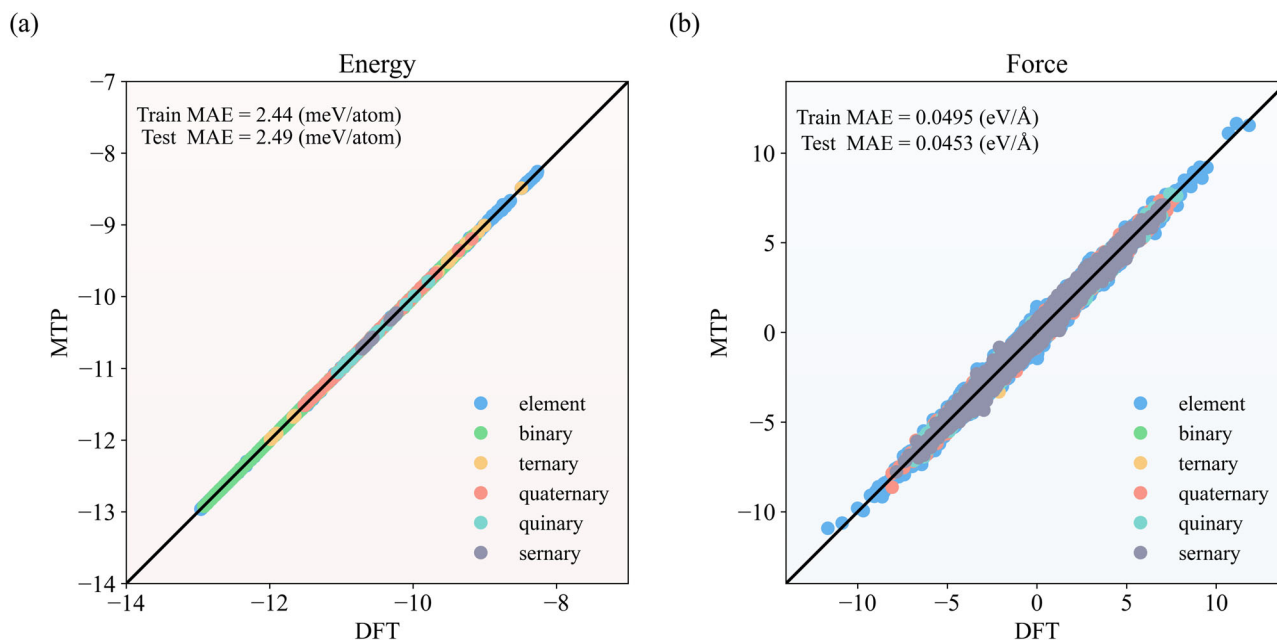 (a)
Energy
Train MAE = 2.44 (meV/atom)
Test MAE = 2.49 (meV/atom)
−7
−8
−9
−10
−11
−12
−13
−14
MTP
element
binary
ternary
quaternary
quinary
sernary
−14
−12
−10
−8
DFT
(b)
Force
Train MAE = 0.0495 (eV/Å)
Test MAE = 0.0453 (eV/Å)
10
5
0
−5
−10
MTP
element
binary
ternary
quaternary
quinary
sernary
−10
−5
0
5
10
DFT